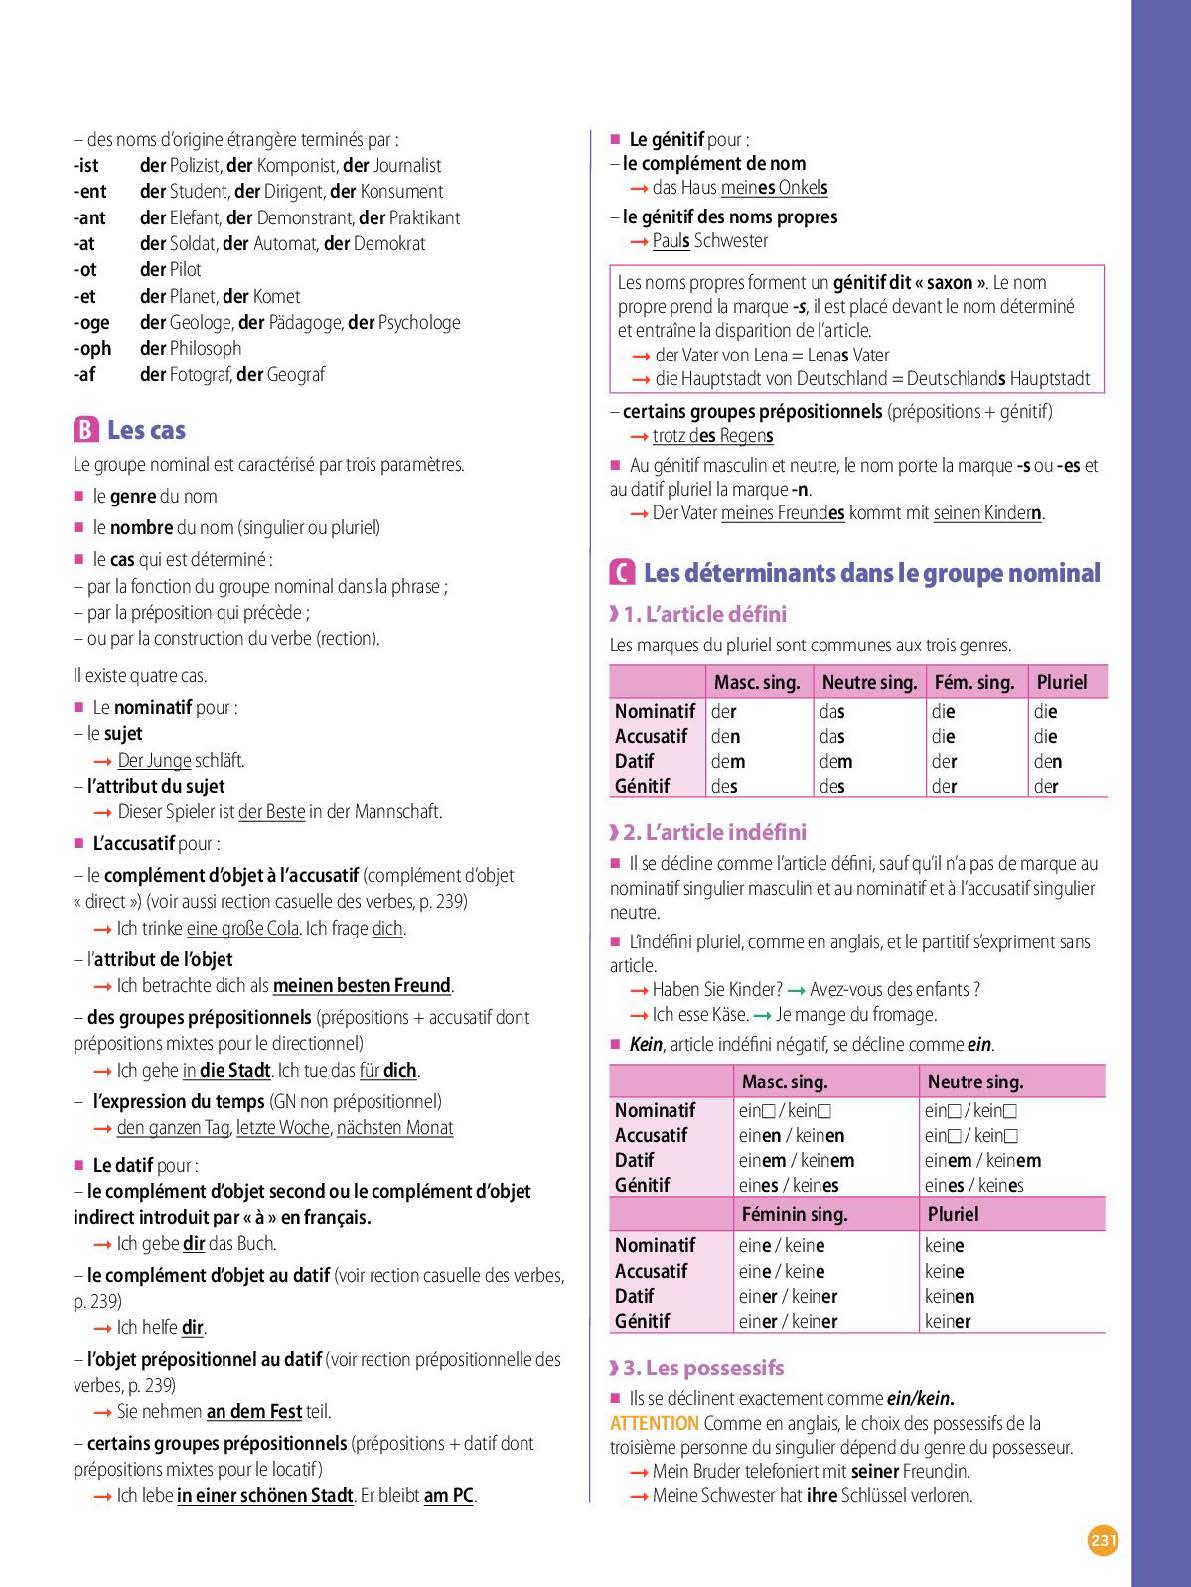 – des noms d’origine étrangère terminés par :
-ist der Polizist, der Komponist, der Journalist
-ent der Student, der Dirigent, der Konsument
-ant der Elefant, der Demonstrant, der Praktikant
-at der Soldat, der Automat, der Demokrat
-ot der Pilot
-et der Planet, der Komet
-oge der Geologe, der Pädagoge, der Psychologe
-oph der Philosoph
-af der Fotograf, der Geograf
B Les cas
Le groupe nominal est caractérisé par trois paramètres.
■ le genre du nom
■ le nombre du nom (singulier ou pluriel)
■ le cas qui est déterminé :
– par la fonction du groupe nominal dans la phrase ;
– par la préposition qui précède ;
– ou par la construction du verbe (rection).
Il existe quatre cas.
■ Le nominatif pour :
– le sujet
→ Der Junge schläft.
– l’attribut du sujet
→ Dieser Spieler ist der Beste in der Mannschaft.
■ L’accusatif pour :
– le complément d’objet à l’accusatif (complément d’objet
« direct ») (voir aussi rection casuelle des verbes, p. 239)
→ Ich trinke eine große Cola. Ich frage dich.
– l’attribut de l’objet
→ Ich betrachte dich als meinen besten Freund.
– des groupes prépositionnels (prépositions + accusatif dont
prépositions mixtes pour le directionnel)
→ Ich gehe in die Stadt. Ich tue das für dich.
– l’expression du temps (GN non prépositionnel)
→ den ganzen Tag, letzte Woche, nächsten Monat
■ Le datif pour :
– le complément d’objet second ou le complément d’objet
indirect introduit par « à » en français.
→ Ich gebe dir das Buch.
– le complément d’objet au datif (voir rection casuelle des verbes,
p. 239)
→ Ich helfe dir.
– l’objet prépositionnel au datif (voir rection prépositionnelle des
verbes, p. 239)
→ Sie nehmen an dem Fest teil.
– certains groupes prépositionnels (prépositions + datif dont
prépositions mixtes pour le locatif)
→ Ich lebe in einer schönen Stadt. Er bleibt am PC.
■ Le génitif pour :
– le complément de nom
→ das Haus meines Onkels
– le génitif des noms propres
→ Pauls Schwester
Les noms propres forment un génitif dit « saxon ». Le nom
propre prend la marque -s, il est placé devant le nom déterminé
et entraîne la disparition de l’article.
→ der Vater von Lena = Lenas Vater
→ die Hauptstadt von Deutschland = Deutschlands Hauptstadt
– certains groupes prépositionnels (prépositions + génitif)
→ trotz des Regens
■ Au génitif masculin et neutre, le nom porte la marque -s ou -es et
au datif pluriel la marque -n.
→ Der Vater meines Freundes kommt mit seinen Kindern.
C Les déterminants dans le groupe nominal
1. L’article défini
Les marques du pluriel sont communes aux trois genres.
Masc. sing. Neutre sing. Fém. sing. Pluriel
Nominatif der das die die
Accusatif den das die die
Datif dem dem der den
Génitif des des der der
2. L’article indéfini
■ Il se décline comme l’article défini, sauf qu’il n’a pas de marque au
nominatif singulier masculin et au nominatif et à l’accusatif singulier
neutre.
■ L’indéfini pluriel, comme en anglais, et le partitif s’expriment sans
article.
→ Haben Sie Kinder? → Avez-vous des enfants ?
→ Ich esse Käse. → Je mange du fromage.
■ Kein, article indéfini négatif, se décline comme ein.
Masc. sing. Neutre sing.
Nominatif ein□ / kein□ ein□ / kein□
Accusatif einen / keinen ein□ / kein□
Datif einem / keinem einem / keinem
Génitif eines / keines eines / keines
Féminin sing. Pluriel
Nominatif eine / keine keine
Accusatif eine / keine keine
Datif einer / keiner keinen
Génitif einer / keiner keiner
3. Les possessifs
■ Ils se déclinent exactement comme ein/kein.
ATTENTION Comme en anglais, le choix des possessifs de la
troisième personne du singulier dépend du genre du possesseur.
→ Mein Bruder telefoniert mit seiner Freundin.
→ Meine Schwester hat ihre Schlüssel verloren.
231